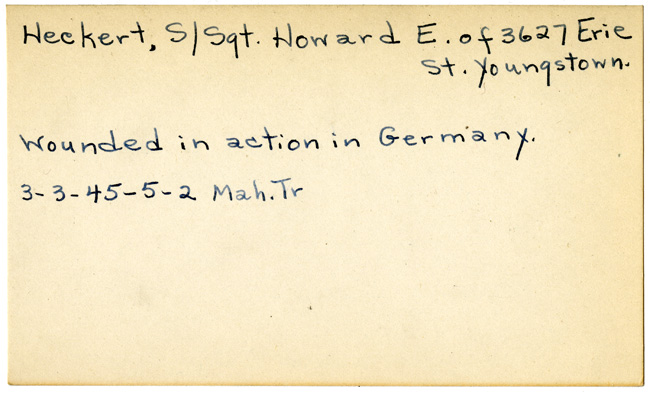 Heckert, S/Sgt. Howard E. of 3627 Erie
St. Youngstown.
Wounded in action in Germany.
3-3-45-5-2 Mah.Tr